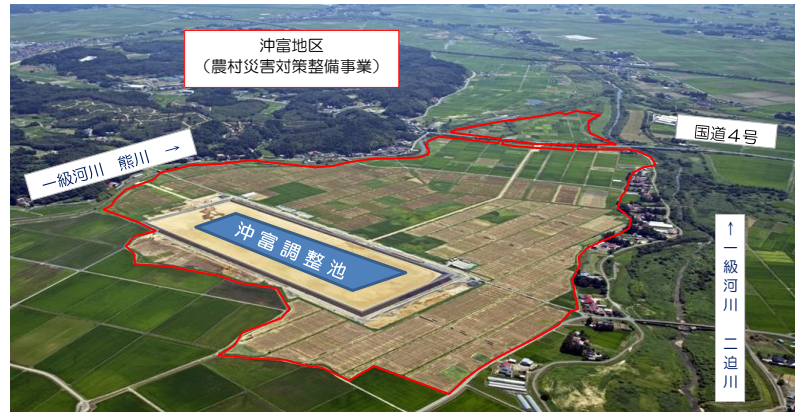 沖富地区
（農村災害対策整備事業）
国道4号
一級河川　熊川　→
沖富調整池
↑一級河川　二迫川